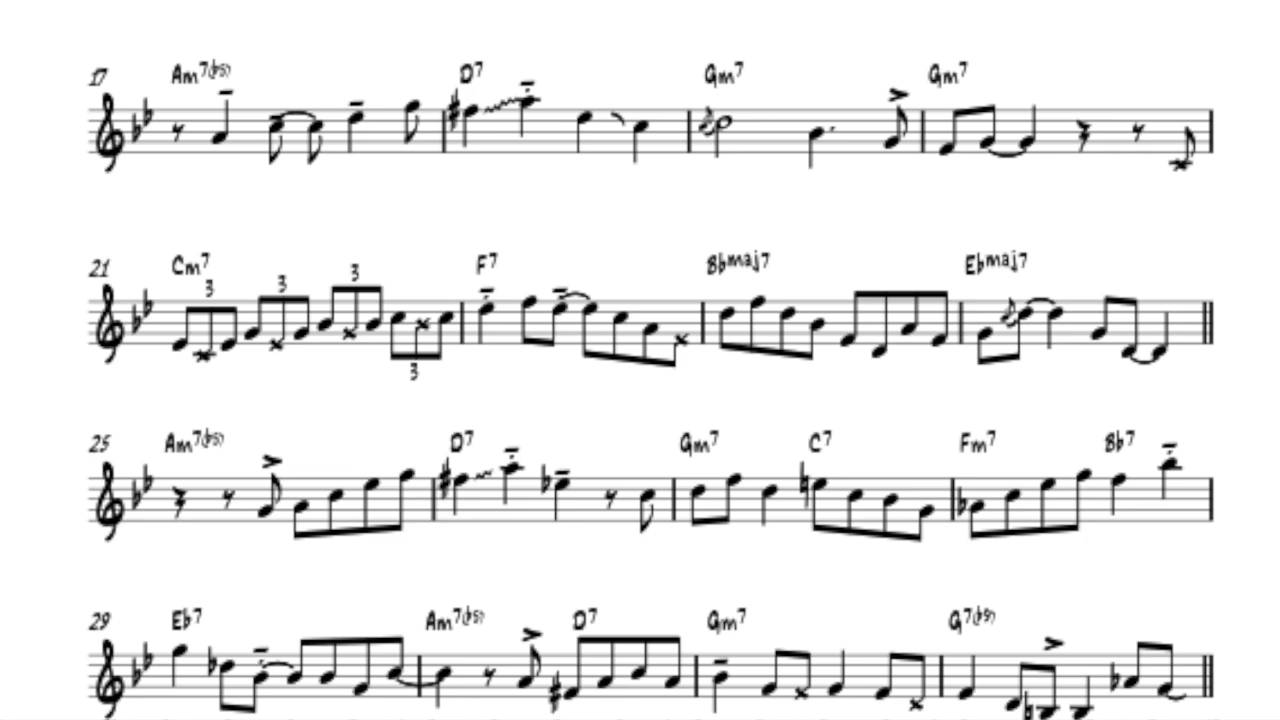 17 Am7(b5) D7 Gm7 Gm7
21 Cm7 F7 Bbmaj7 Ebmaj7
3 3 3
3
25 Am7(b5) D7 Gm7 C7 Fm7 Bb7
29 Eb7 Am7(b5) D7 Gm7 G7(b9)